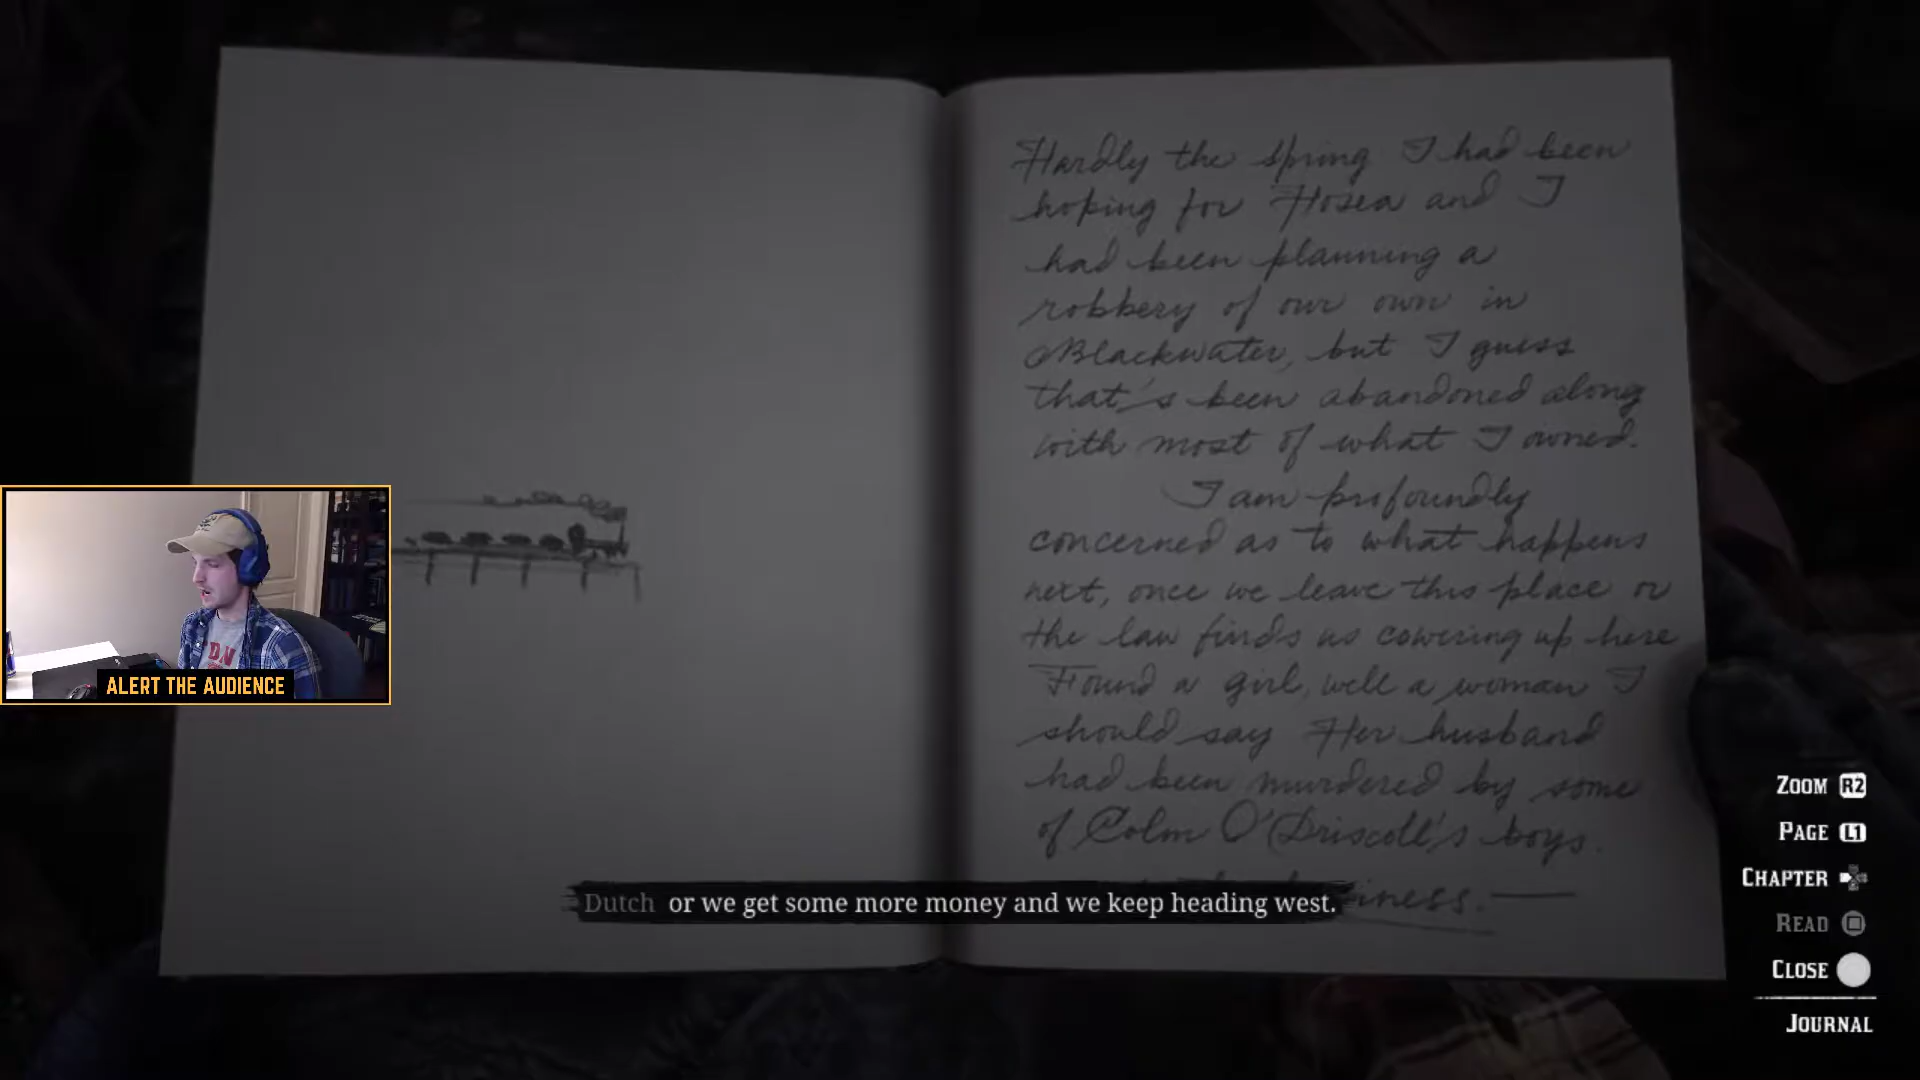 Hardly the spring I had been
hoping for Hosea and I
had been planning a
robbery of our own in
Blackwater, but I guess
that's been abandoned along
with most of what I owned.
I am profoundly
concerned as to what happens
next, once we leave this place or
the law finds us cowering up here
Found a girl, well a woman I
should say Her husband
had been murdered by some
of Colm O'Driscoll's boys.
Dutch or we get some more money and we keep heading west.
ALERT THE AUDIENCE
ZOOM R2
PAGE L1
CHAPTER
READ
CLOSE
JOURNAL